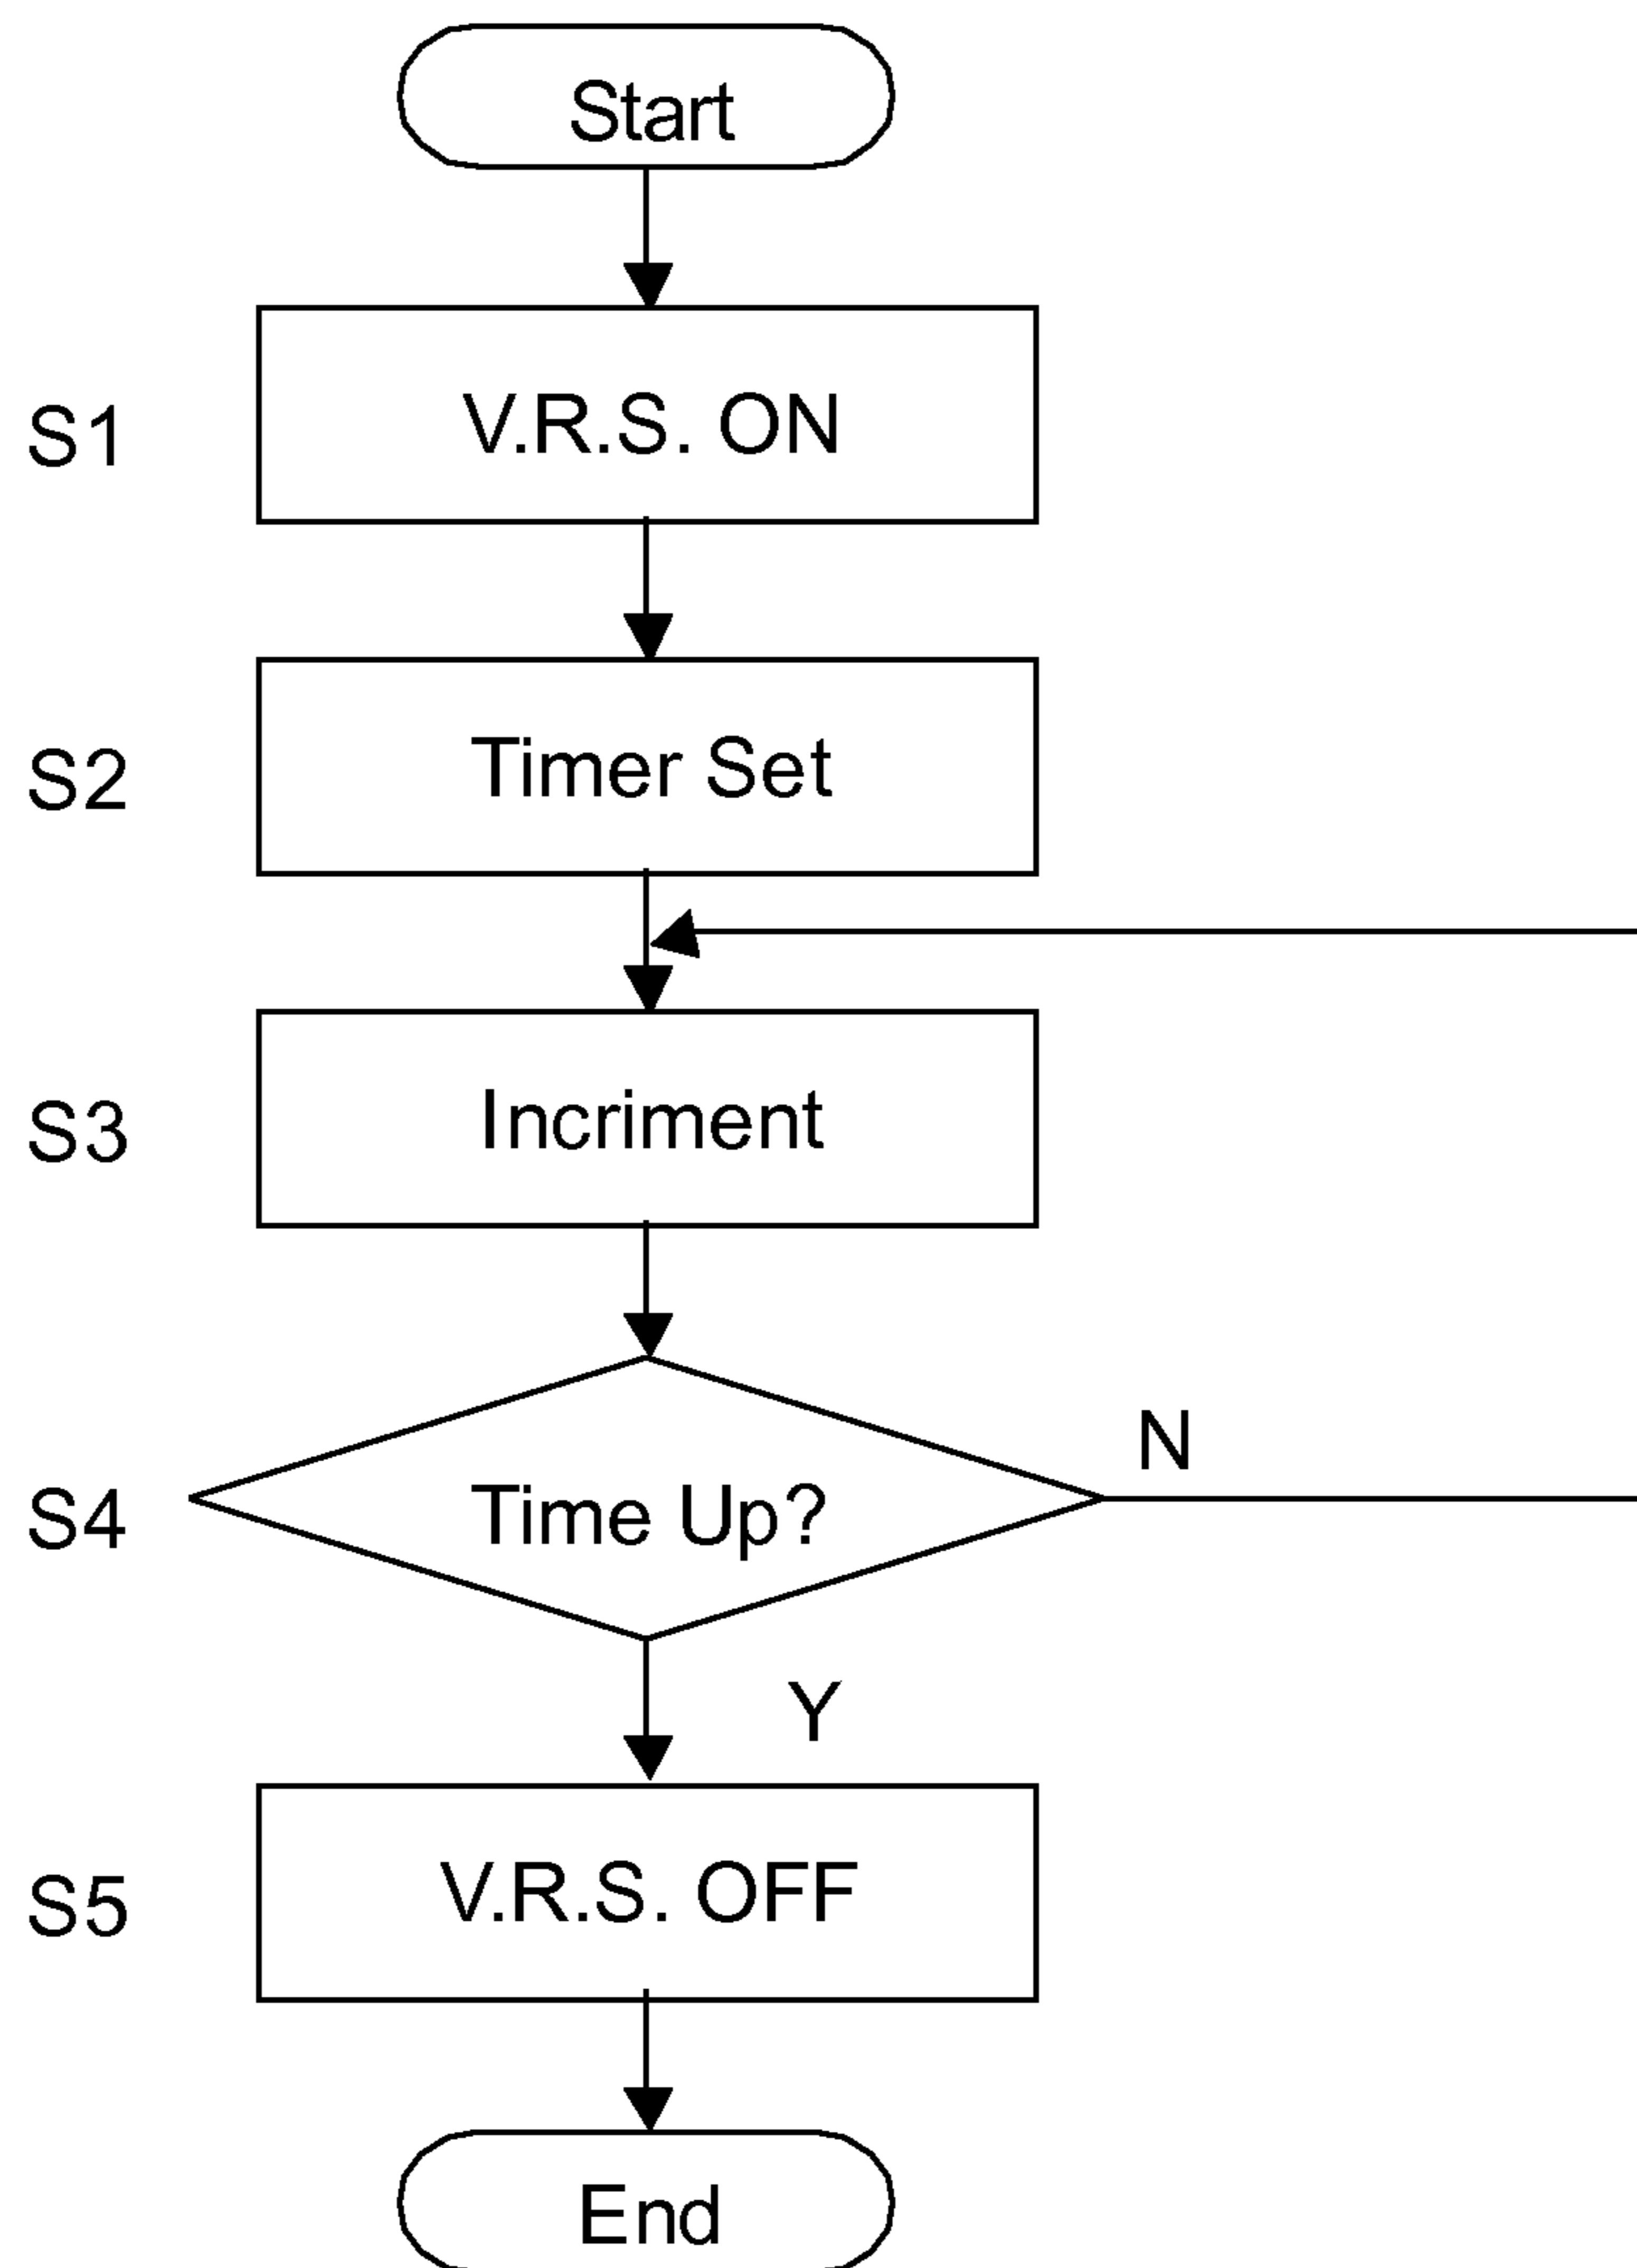 Start
S1 V.R.S. ON
S2 Timer Set
S3 Incriment
N
S4 Time Up?
Y
S5 V.R.S. OFF
End